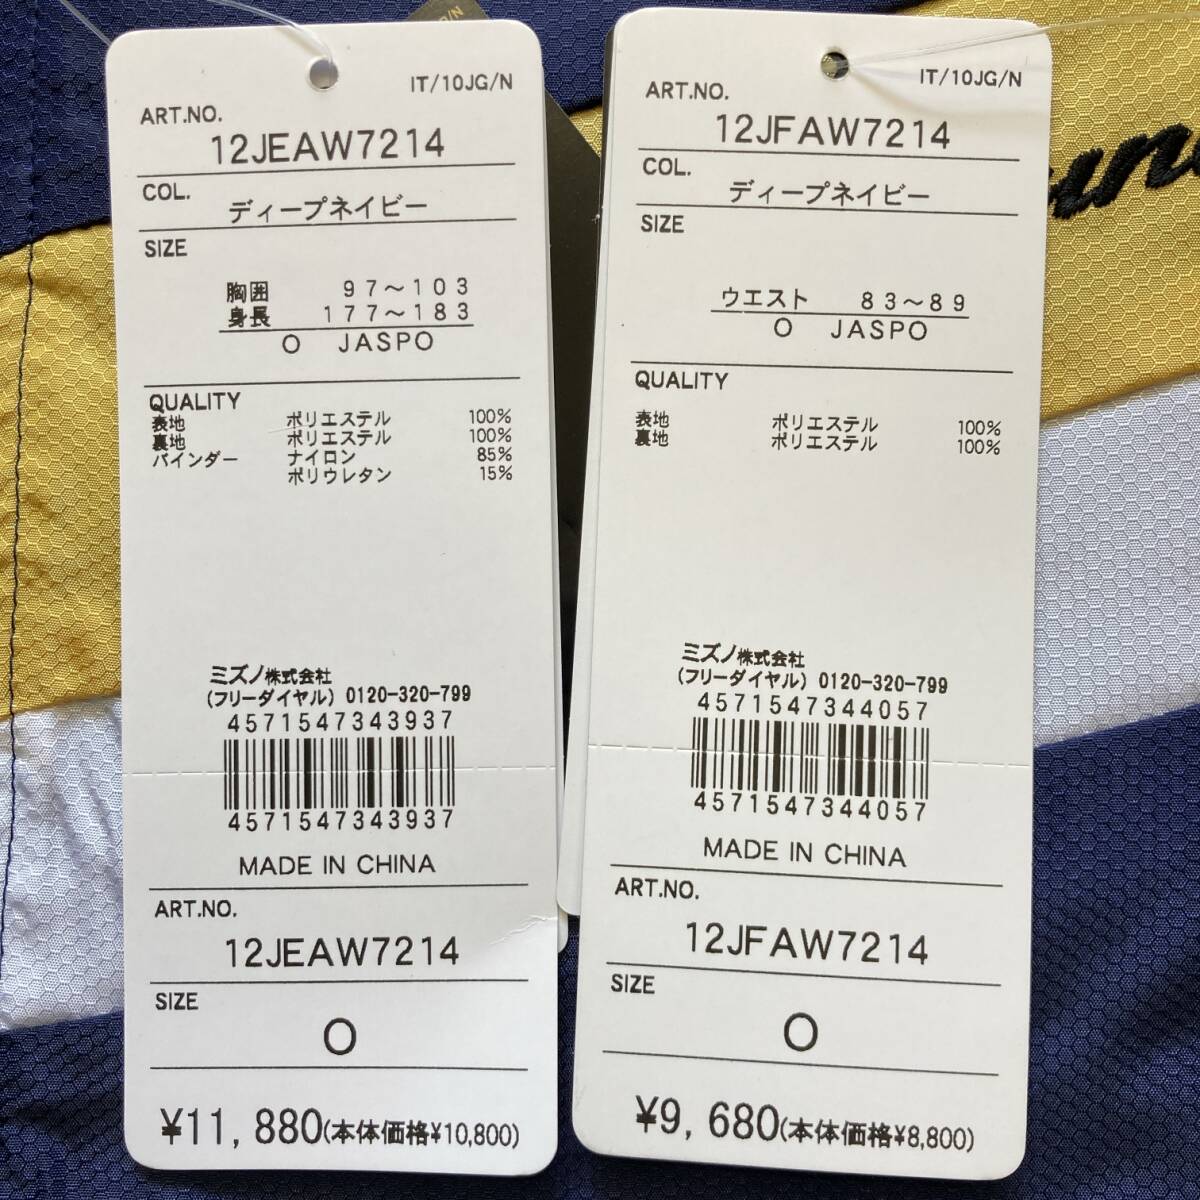 IT/10JG/N
ART.NO.
12JEAW7214
COL.
ディープネイビー
SIZE
胸囲 97〜103
身長 177〜183
O JASPO
QUALITY
表地 ポリエステル 100%
裏地 ポリエステル 100%
バインダー ナイロン 85%
ポリウレタン 15%
ミズノ株式会社
(フリーダイヤル) 0120-320-799
4571547343937
4571547343937
MADE IN CHINA
ART.NO.
12JEAW7214
SIZE
O
¥11,880(本体価格¥10,800)
IT/10JG/N
ART.NO.
12JFAW7214
COL.
ディープネイビー
SIZE
ウエスト 83〜89
O JASPO
QUALITY
表地 ポリエステル 100%
裏地 ポリエステル 100%
ミズノ株式会社
(フリーダイヤル) 0120-320-799
4571547344057
4571547344057
MADE IN CHINA
ART.NO.
12JFAW7214
SIZE
O
¥9,680(本体価格¥8,800)